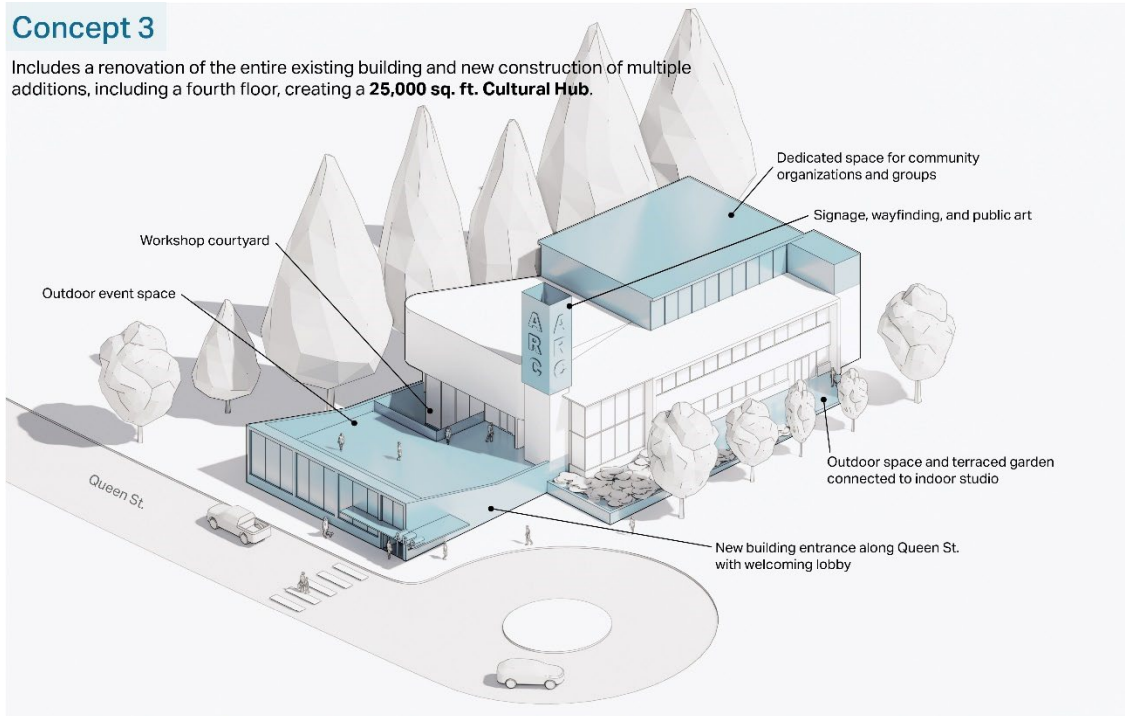 Concept 3
Includes a renovation of the entire existing building and new construction of multiple
additions, including a fourth floor, creating a 25,000 sq. ft. Cultural Hub.
Dedicated space for community
organizations and groups
Signage, wayfinding, and public art
Workshop courtyard
Outdoor event space
ARC
ARC
Outdoor space and terraced garden
connected to indoor studio
Queen St.
New building entrance along Queen St.
with welcoming lobby